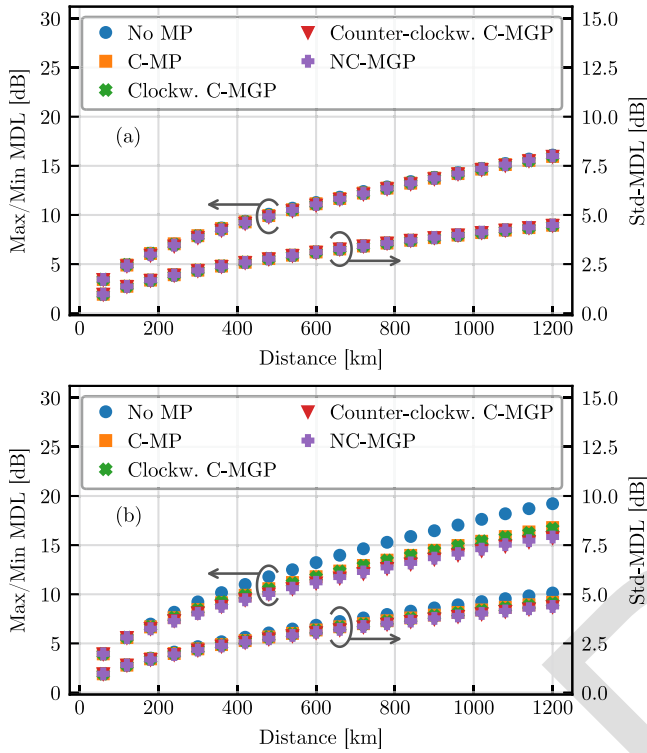 No MP
C-MP
Clockw. C-MGP
Counter-clockw. C-MGP
NC-MGP
(a)
Max/Min MDL [dB]
30
25
20
15
10
5
0
Std-MDL [dB]
15.0
12.5
10.0
7.5
5.0
2.5
0.0
0 200 400 600 800 1000 1200
Distance [km]
No MP
C-MP
Clockw. C-MGP
Counter-clockw. C-MGP
NC-MGP
(b)
Max/Min MDL [dB]
30
25
20
15
10
5
0
Std-MDL [dB]
15.0
12.5
10.0
7.5
5.0
2.5
0.0
0 200 400 600 800 1000 1200
Distance [km]